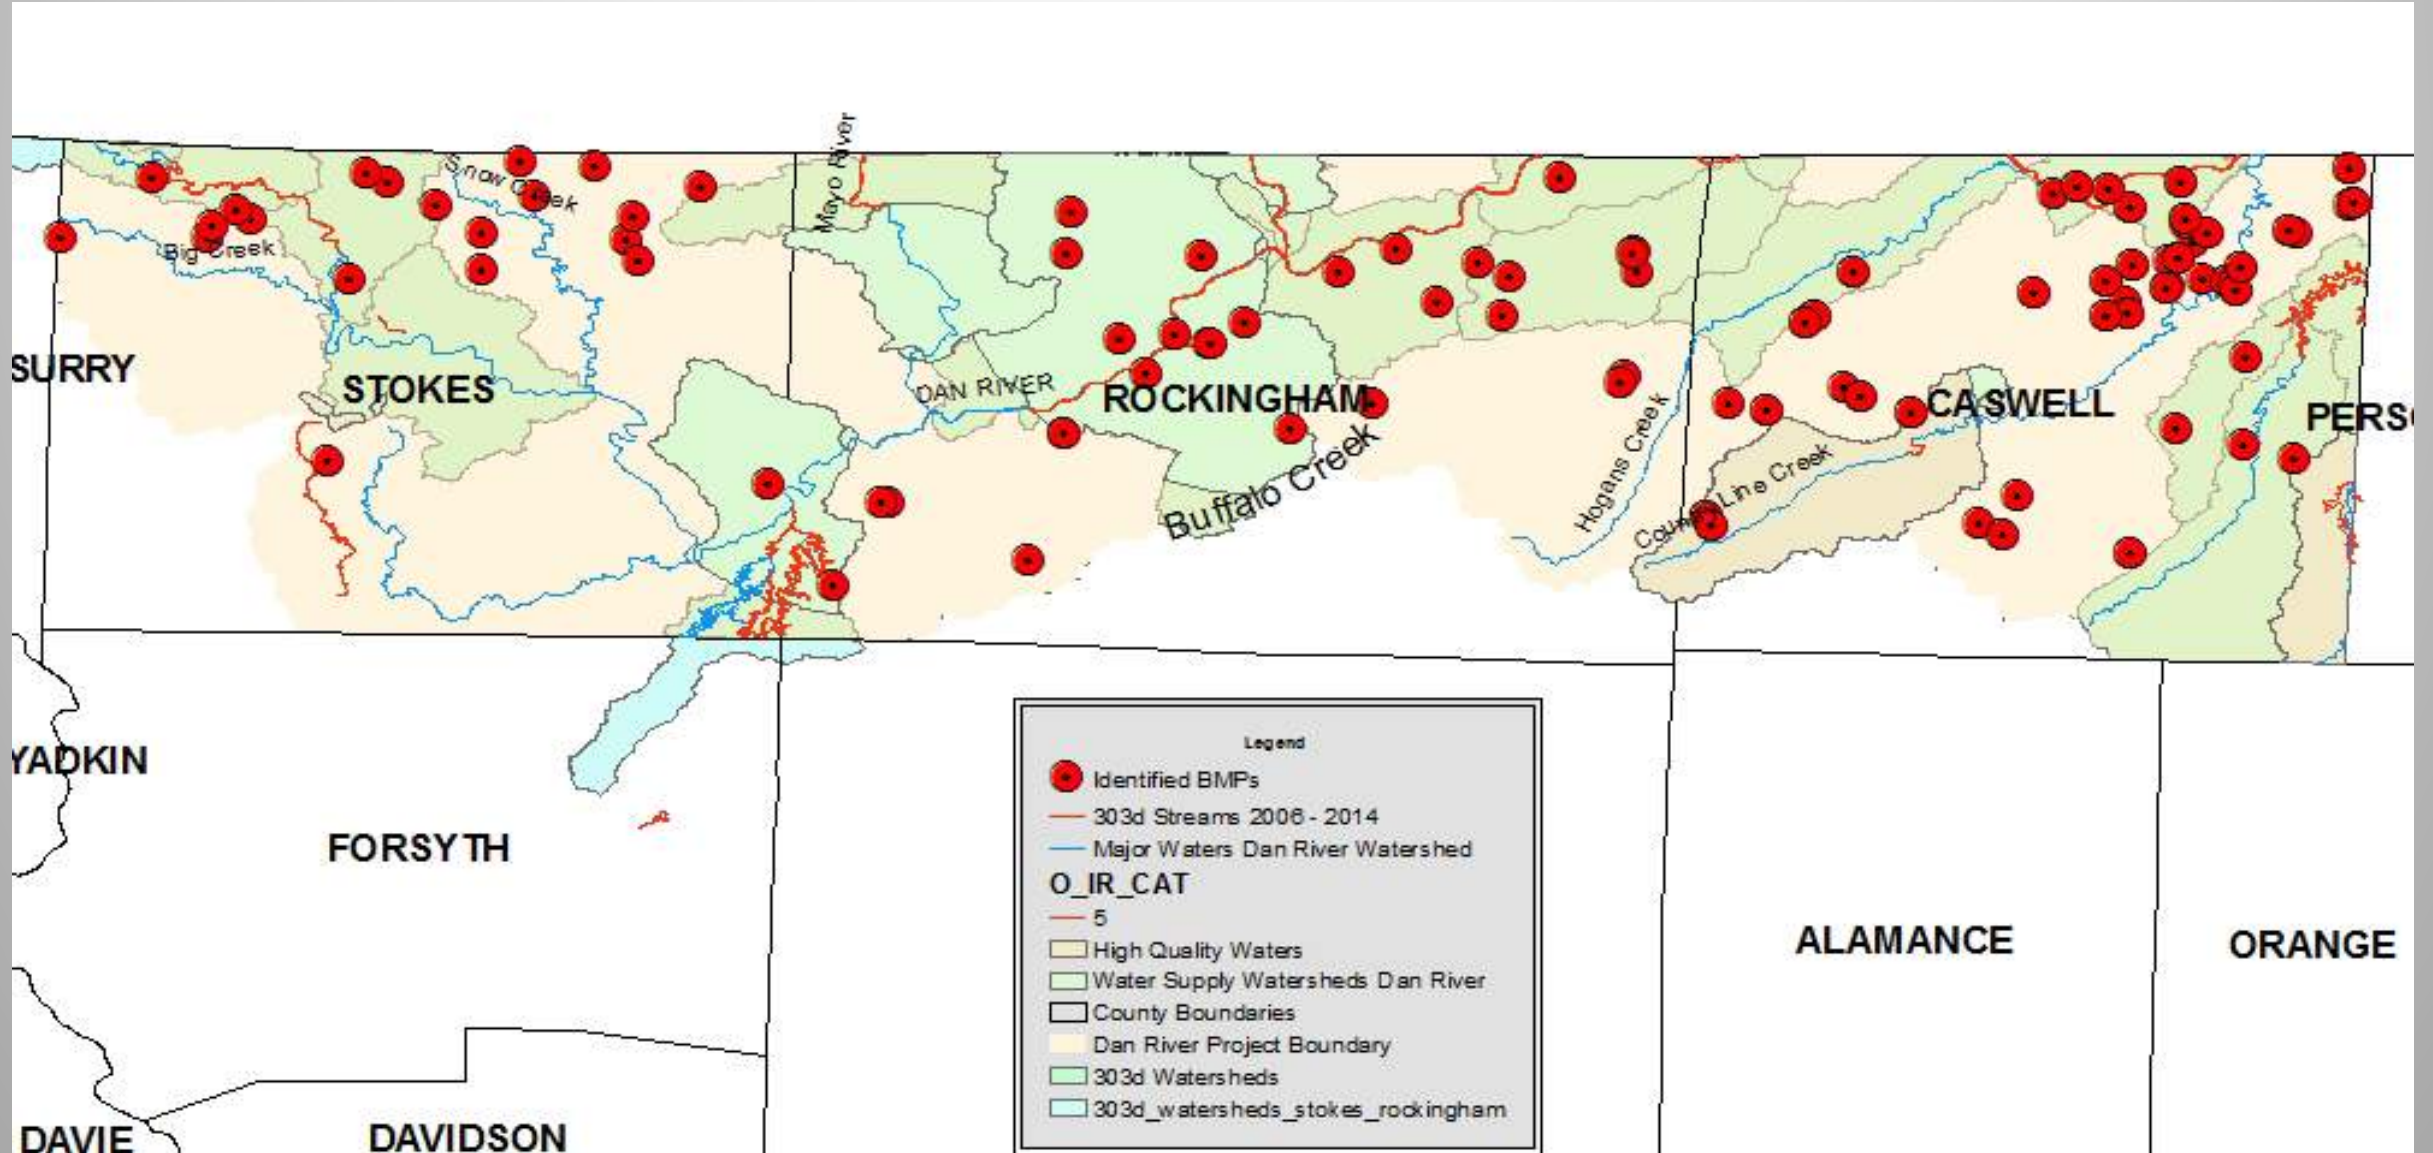 Mayo River
Snow Creek
Big Creek
SURRY
STOKES
DAN RIVER
ROCKINGHAM
Buffalo Creek
Hogans Creek
County Line Creek
CASWELL
PERS
YADKIN
FORSYTH
ALAMANCE
ORANGE
DAVIE
DAVIDSON
Legend
Identified BMPs
303d Streams 2006 - 2014
Major Waters Dan River Watershed
O_IR_CAT
5
High Quality Waters
Water Supply Watersheds Dan River
County Boundaries
Dan River Project Boundary
303d Watersheds
303d_watersheds_stokes_rockingham